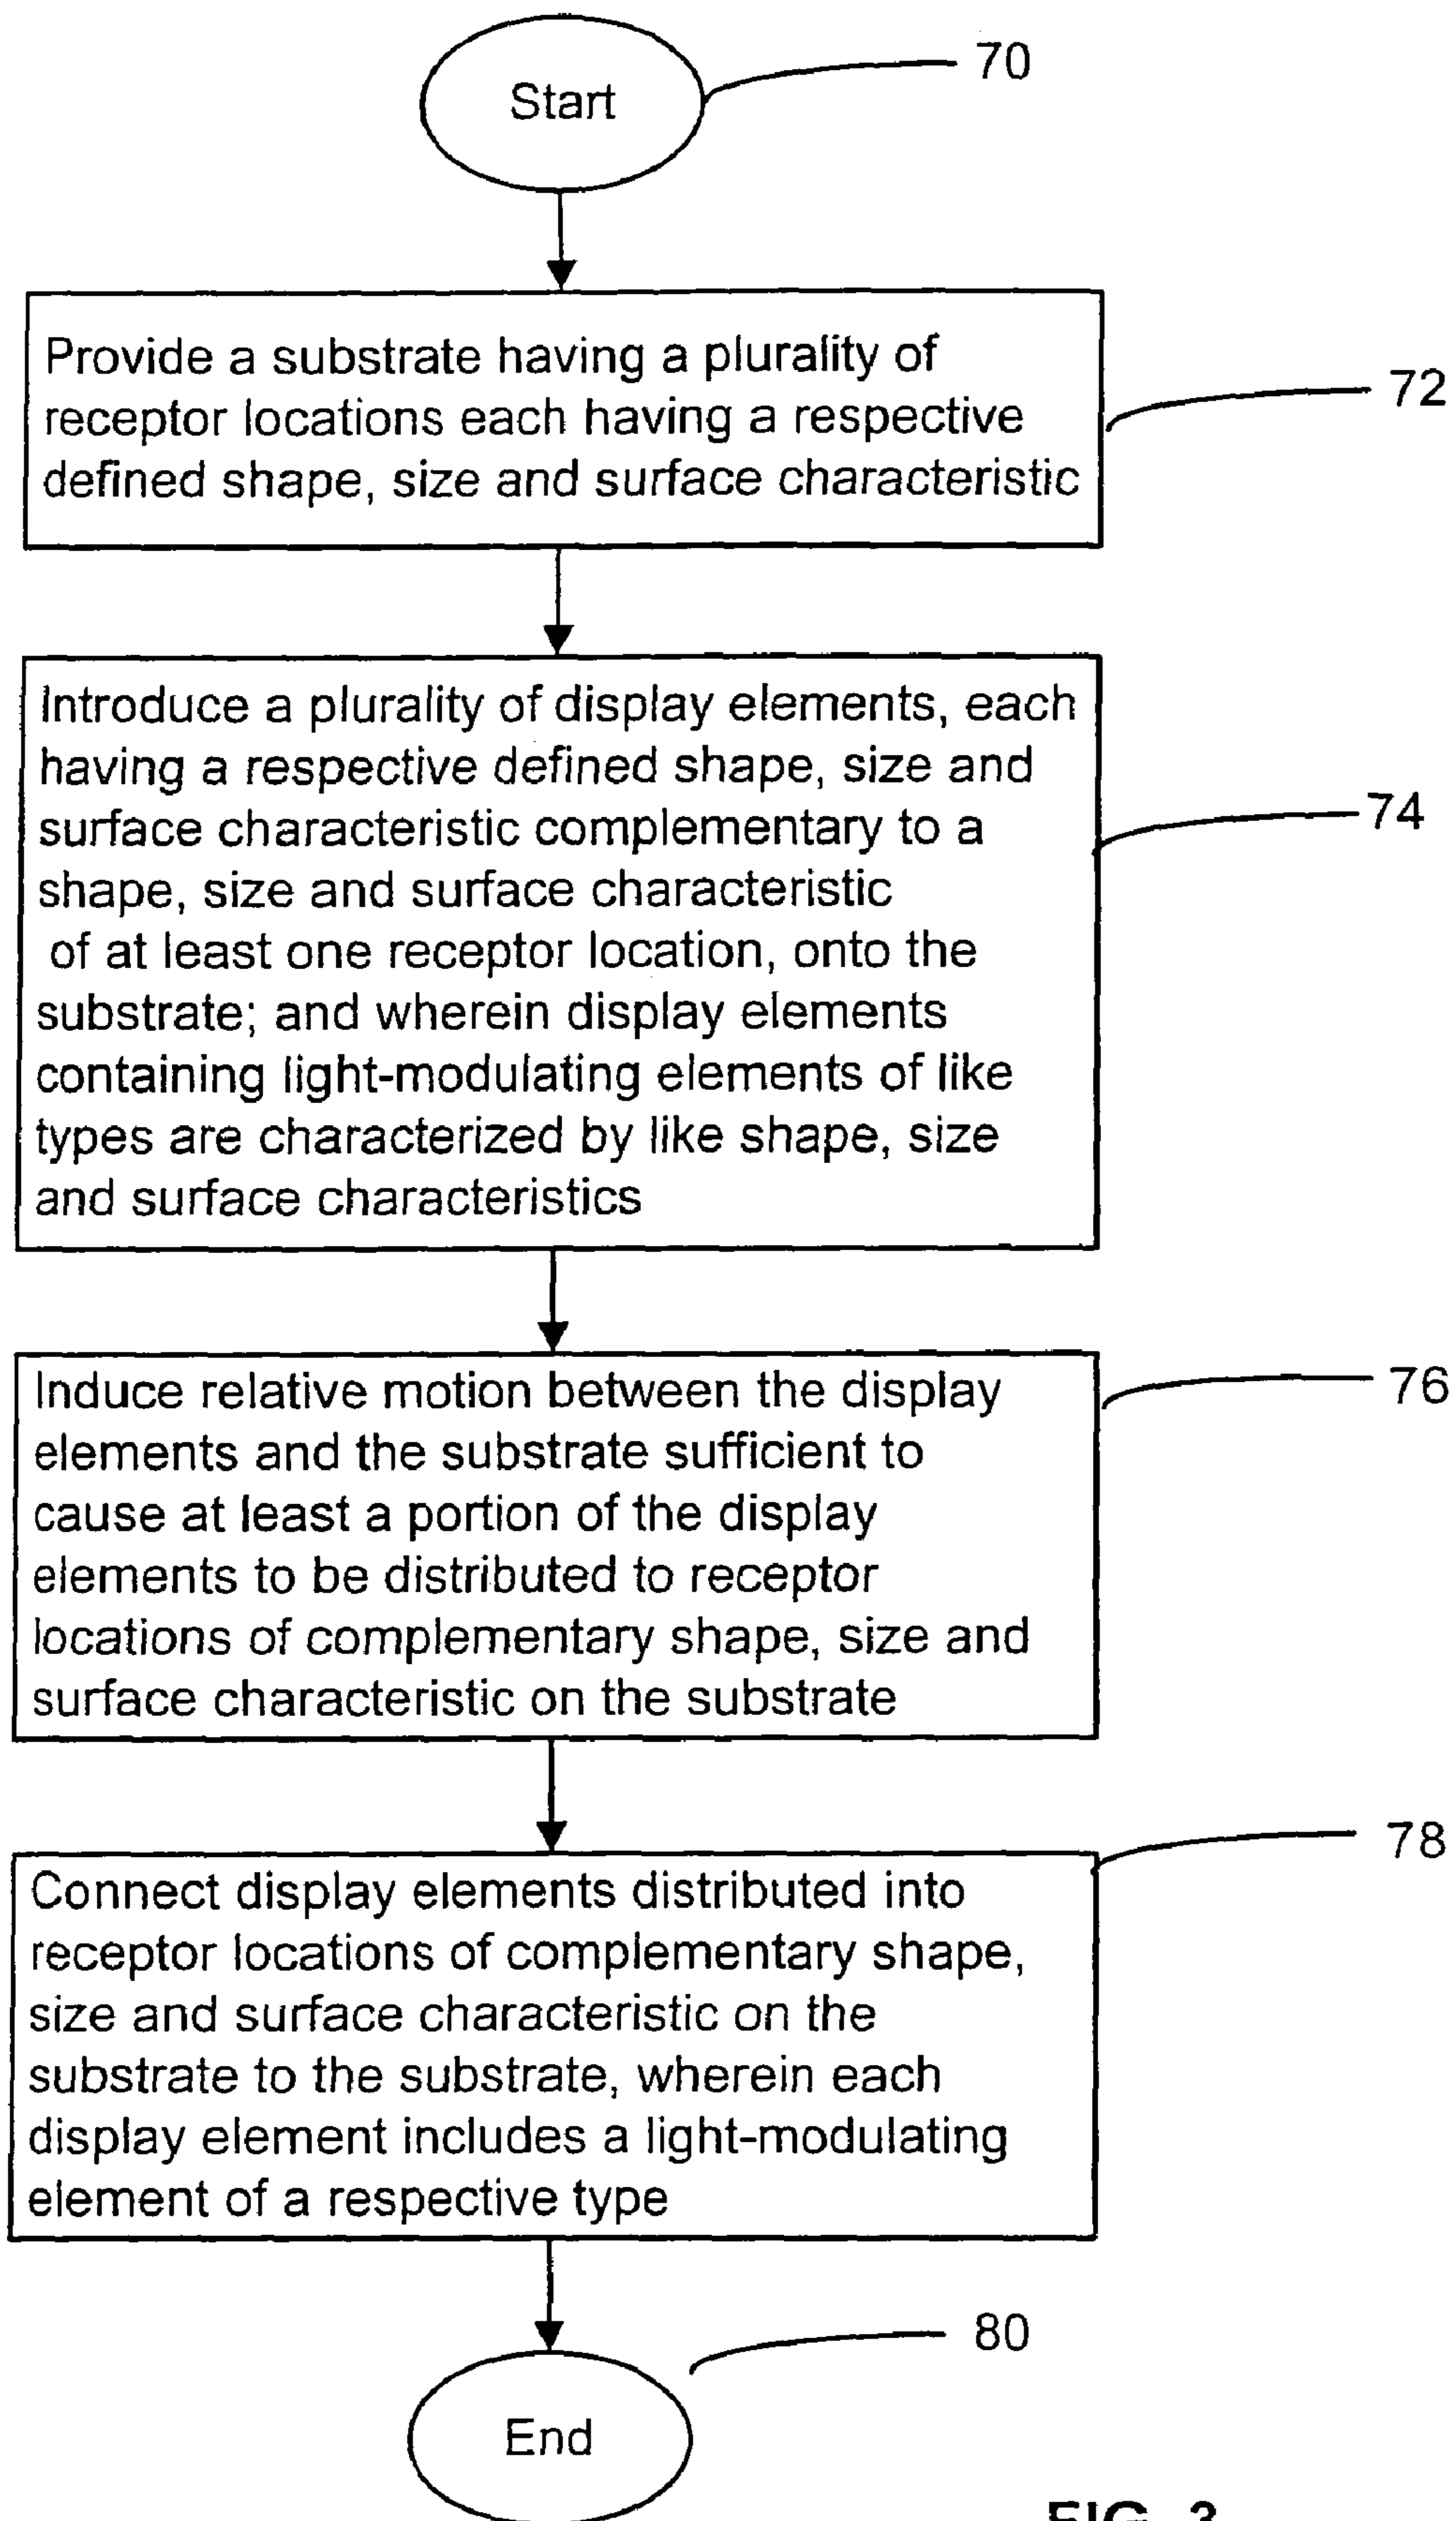 Start
70
Provide a substrate having a plurality of
receptor locations each having a respective
defined shape, size and surface characteristic
72
Introduce a plurality of display elements, each
having a respective defined shape, size and
surface characteristic complementary to a
shape, size and surface characteristic
of at least one receptor location, onto the
substrate; and wherein display elements
containing light-modulating elements of like
types are characterized by like shape, size
and surface characteristics
74
Induce relative motion between the display
elements and the substrate sufficient to
cause at least a portion of the display
elements to be distributed to receptor
locations of complementary shape, size and
surface characteristic on the substrate
76
Connect display elements distributed into
receptor locations of complementary shape,
size and surface characteristic on the
substrate to the substrate, wherein each
display element includes a light-modulating
element of a respective type
78
End
80
FIG. 3